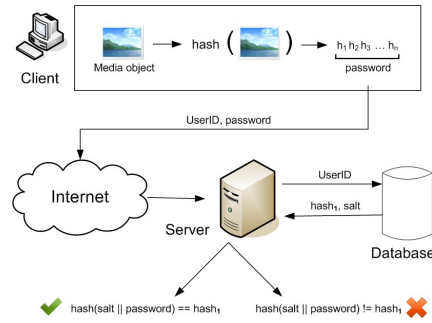 hash ( )
h₁ h₂ h₃ … hₙ
Media object
password
Client
UserID, password
Internet
UserID
hash₁, salt
Server
Database
hash(salt || password) == hash₁
hash(salt || password) != hash₁